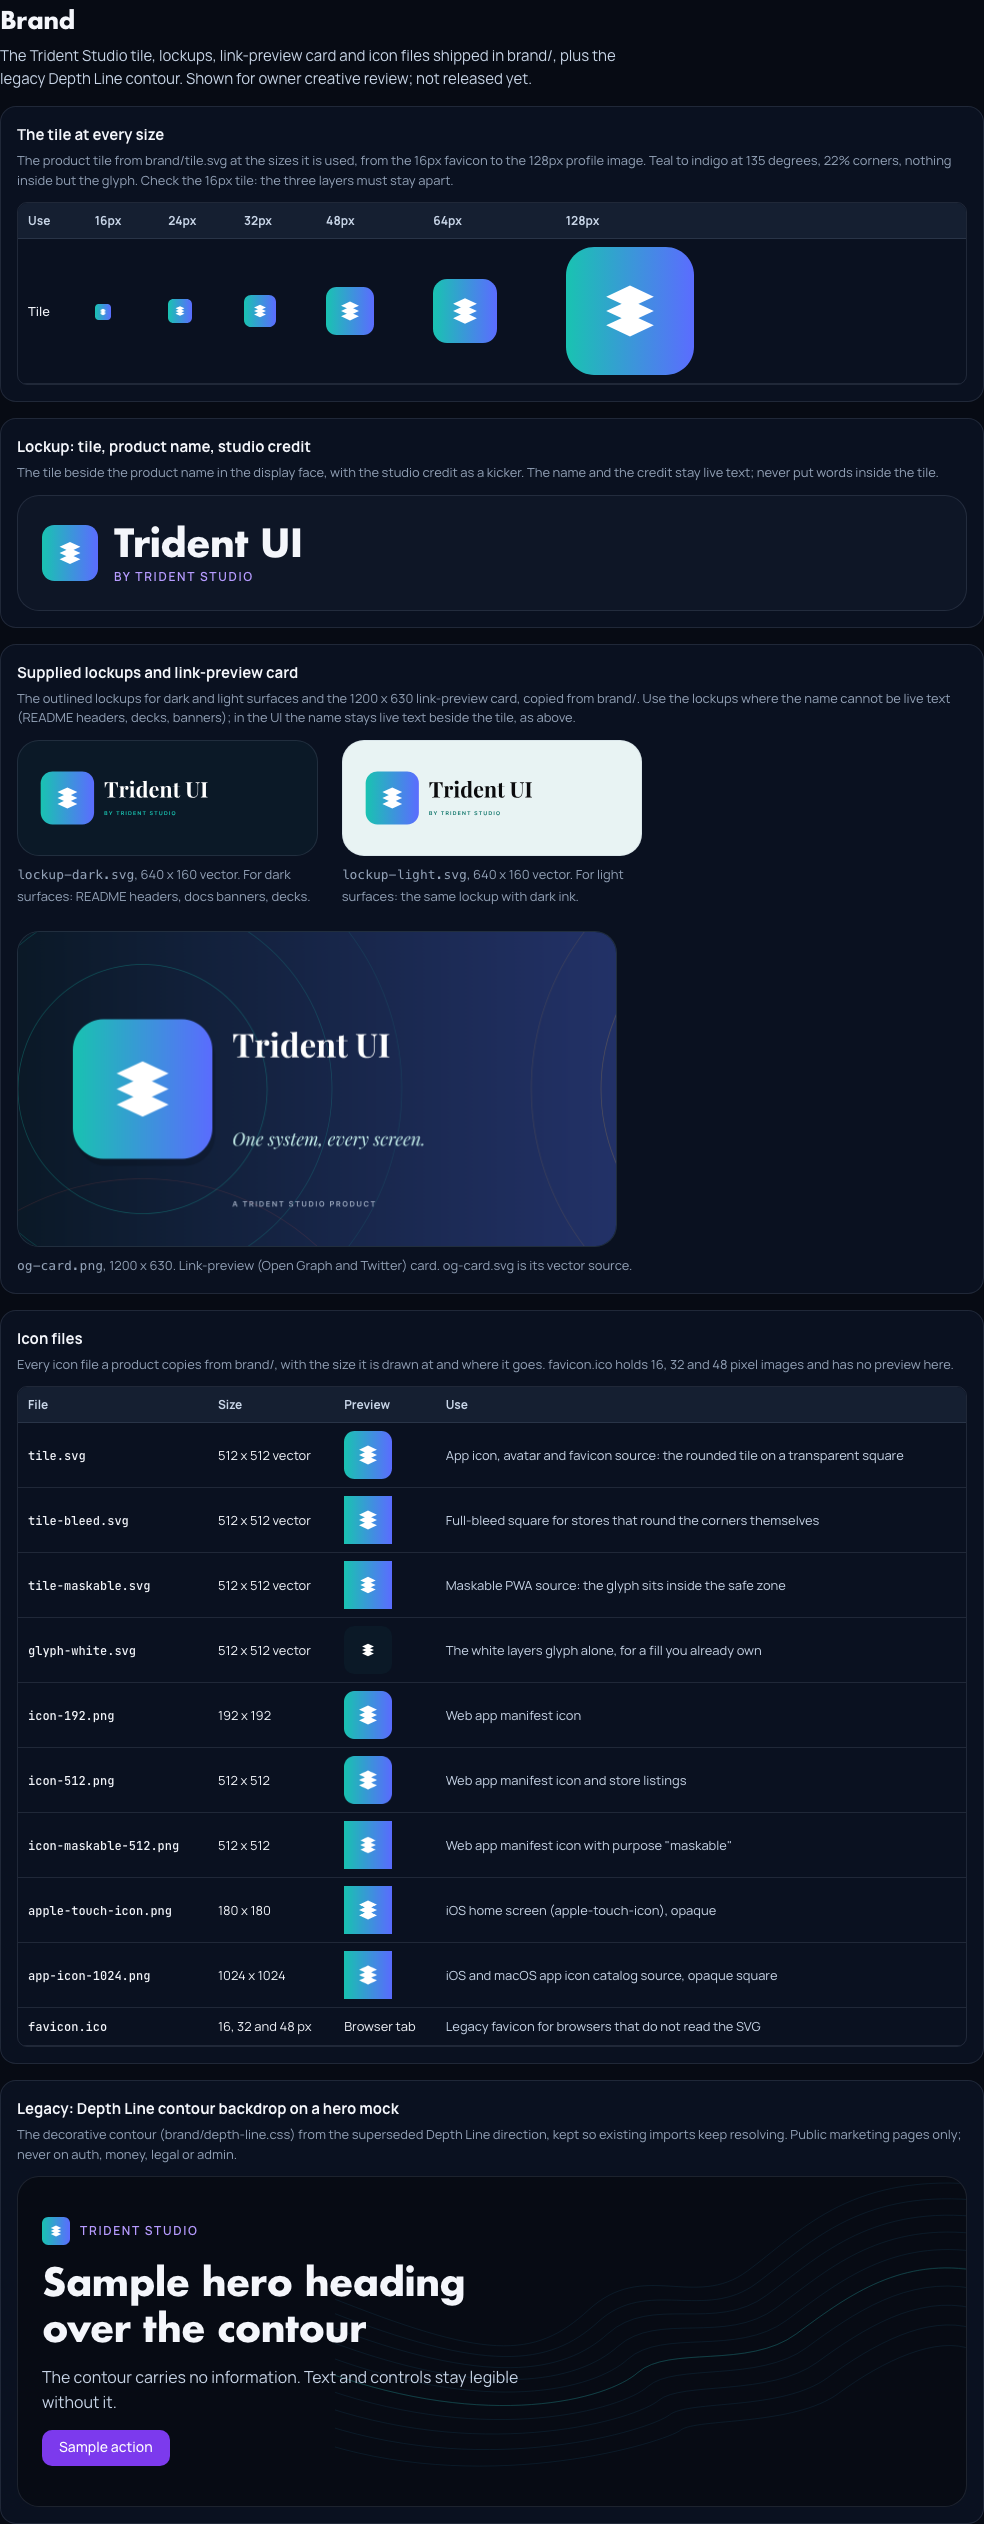 Brand
The Trident Studio tile, lockups, link-preview card and icon files shipped in brand/, plus the
legacy Depth Line contour. Shown for owner creative review; not released yet.
The tile at every size
The product tile from brand/tile.svg at the sizes it is used, from the 16px favicon to the 128px profile image. Teal to indigo at 135 degrees, 22% corners, nothing
inside but the glyph. Check the 16px tile: the three layers must stay apart.
Use 16px 24px 32px 48px 64px 128px
Tile
Lockup: tile, product name, studio credit
The tile beside the product name in the display face, with the studio credit as a kicker. The name and the credit stay live text; never put words inside the tile.
Trident UI
BY TRIDENT STUDIO
Supplied lockups and link-preview card
The outlined lockups for dark and light surfaces and the 1200 x 630 link-preview card, copied from brand/. Use the lockups where the name cannot be live text
(README headers, decks, banners); in the UI the name stays live text beside the tile, as above.
Trident UI
BY TRIDENT STUDIO
lockup-dark.svg, 640 x 160 vector. For dark
surfaces: README headers, docs banners, decks.
Trident UI
BY TRIDENT STUDIO
lockup-light.svg, 640 x 160 vector. For light
surfaces: the same lockup with dark ink.
Trident UI
One system, every screen.
A TRIDENT STUDIO PRODUCT
og-card.png, 1200 x 630. Link-preview (Open Graph and Twitter) card. og-card.svg is its vector source.
Icon files
Every icon file a product copies from brand/, with the size it is drawn at and where it goes. favicon.ico holds 16, 32 and 48 pixel images and has no preview here.
File Size Preview Use
tile.svg 512 x 512 vector App icon, avatar and favicon source: the rounded tile on a transparent square
tile-bleed.svg 512 x 512 vector Full-bleed square for stores that round the corners themselves
tile-maskable.svg 512 x 512 vector Maskable PWA source: the glyph sits inside the safe zone
glyph-white.svg 512 x 512 vector The white layers glyph alone, for a fill you already own
icon-192.png 192 x 192 Web app manifest icon
icon-512.png 512 x 512 Web app manifest icon and store listings
icon-maskable-512.png 512 x 512 Web app manifest icon with purpose "maskable"
apple-touch-icon.png 180 x 180 iOS home screen (apple-touch-icon), opaque
app-icon-1024.png 1024 x 1024 iOS and macOS app icon catalog source, opaque square
favicon.ico 16, 32 and 48 px Browser tab Legacy favicon for browsers that do not read the SVG
Legacy: Depth Line contour backdrop on a hero mock
The decorative contour (brand/depth-line.css) from the superseded Depth Line direction, kept so existing imports keep resolving. Public marketing pages only;
never on auth, money, legal or admin.
TRIDENT STUDIO
Sample hero heading
over the contour
The contour carries no information. Text and controls stay legible
without it.
Sample action